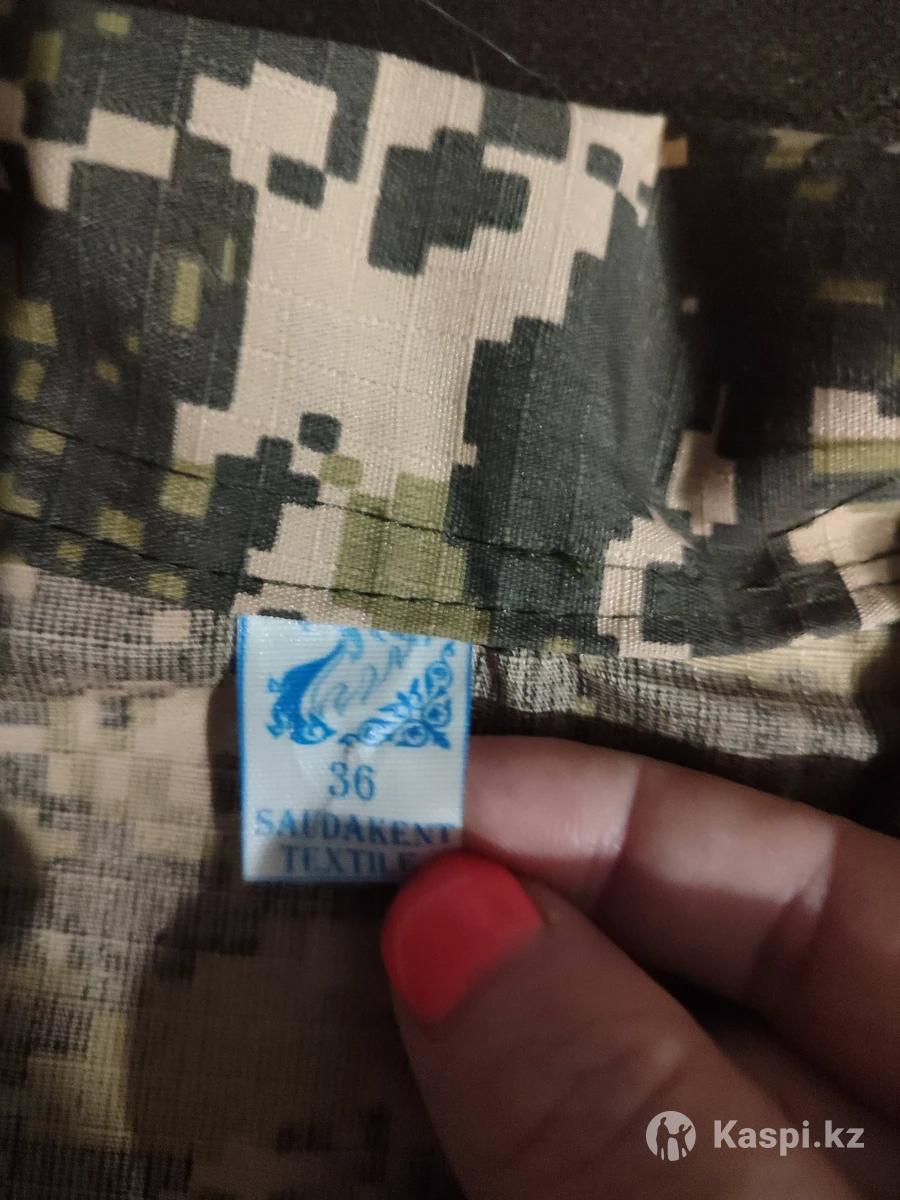 36
SAUDAKENT
TEXTILE
Kaspi.kz